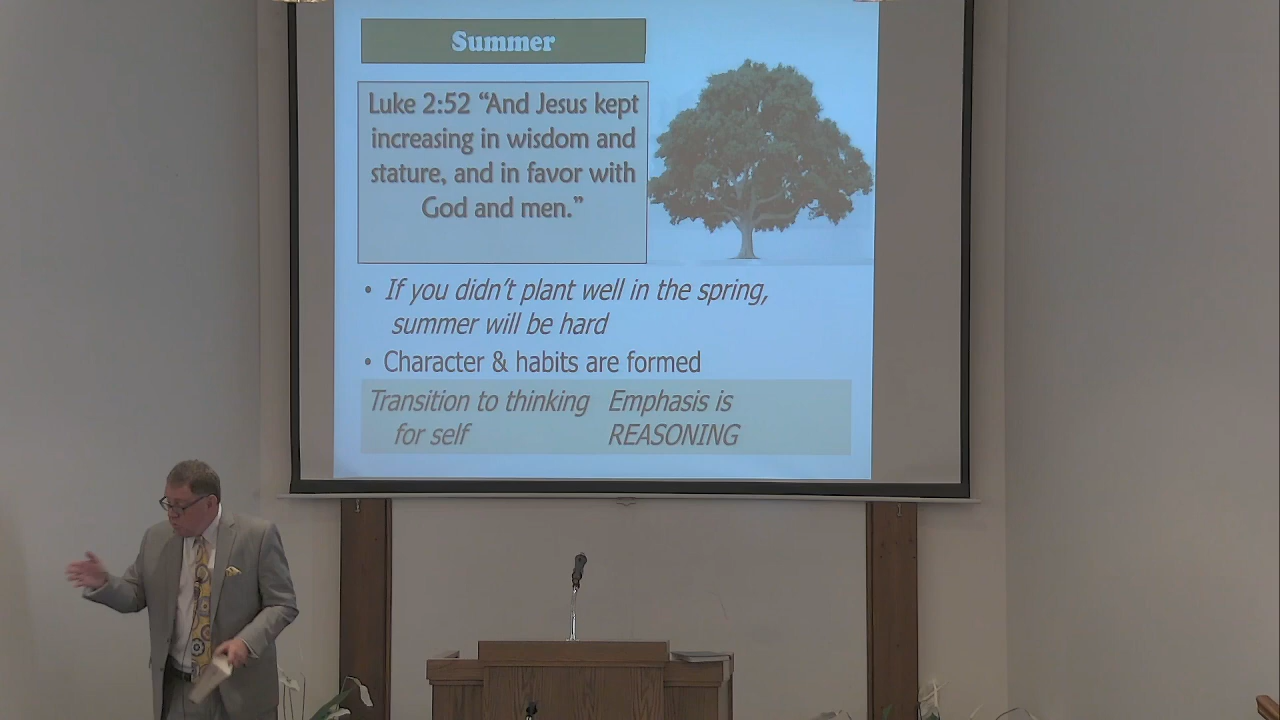 Summer
Luke 2:52 “And Jesus kept
increasing in wisdom and
stature, and in favor with
God and men.”
• If you didn’t plant well in the spring,
summer will be hard
• Character & habits are formed
Transition to thinking Emphasis is
for self REASONING